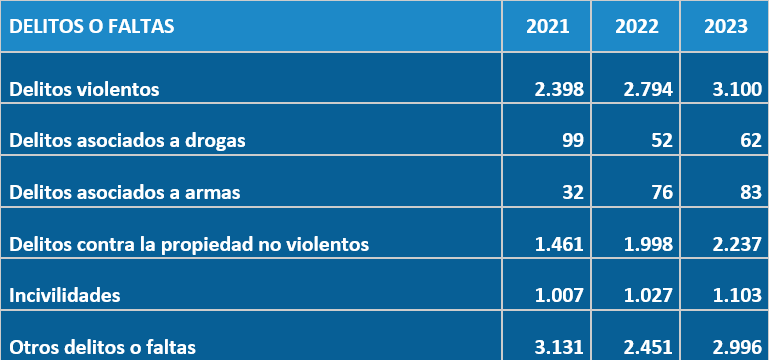 DELITOS O FALTAS 2021 2022 2023
Delitos violentos 2.398 2.794 3.100
Delitos asociados a drogas 99 52 62
Delitos asociados a armas 32 76 83
Delitos contra la propiedad no violentos 1.461 1.998 2.237
Incivilidades 1.007 1.027 1.103
Otros delitos o faltas 3.131 2.451 2.996